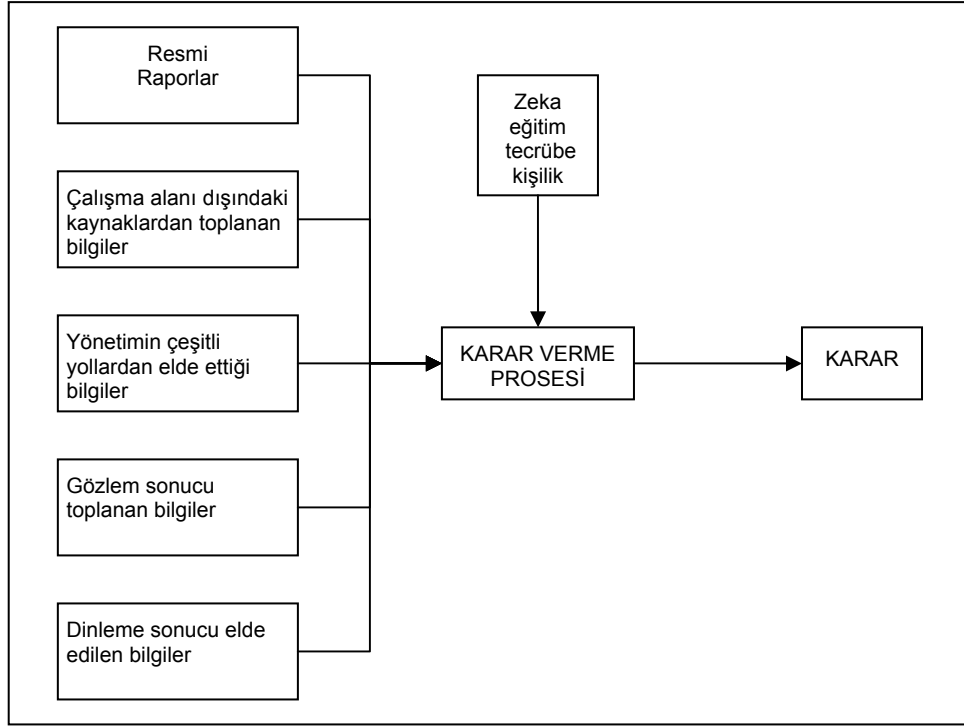 Resmi
Raporlar
Çalışma alanı dışındaki
kaynaklardan toplanan
bilgiler
Yönetimin çeşitli
yollardan elde ettiği
bilgiler
Gözlem sonucu
toplanan bilgiler
Dinleme sonucu elde
edilen bilgiler
Zeka
eğitim
tecrübe
kişilik
KARAR VERME
PROSESİ
KARAR